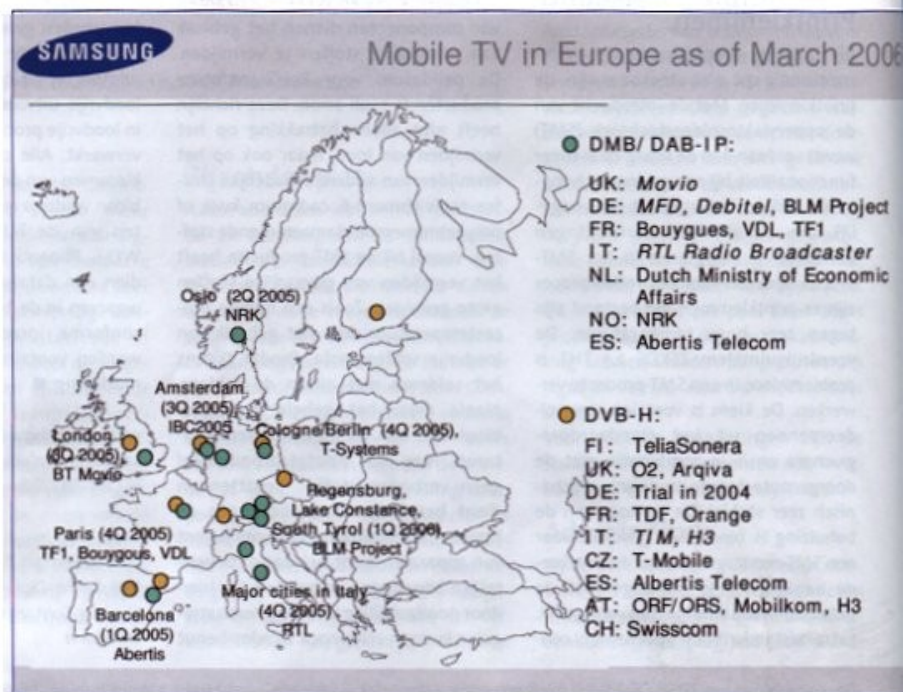 SAMSUNG
Mobile TV in Europe as of March 2006
Oslo (2Q 2005)
NRK
Amsterdam
(3Q 2005)
IBC2005
Cologne/Berlin (4Q 2005),
T-Systems
London
(3Q 2005)
BT Movio
Regensburg,
Lake Constance,
South Tyrol (1Q 2006)
BLM Project
Paris (4Q 2005)
TF1, Bouygous, VDL
Major cities in Italy
(4Q 2005)
RTL
Barcelona
(1Q 2005)
Abertis
DMB/ DAB-IP:
UK: Movio
DE: MFD, Debitel, BLM Project
FR: Bouygues, VDL, TF1
IT: RTL Radio Broadcaster
NL: Dutch Ministry of Economic
Affairs
NO: NRK
ES: Abertis Telecom
DVB-H:
FI: TeliaSonera
UK: O2, Arqiva
DE: Trial in 2004
FR: TDF, Orange
IT: TIM, H3
CZ: T-Mobile
ES: Albertis Telecom
AT: ORF/ORS, Mobilkom, H3
CH: Swisscom